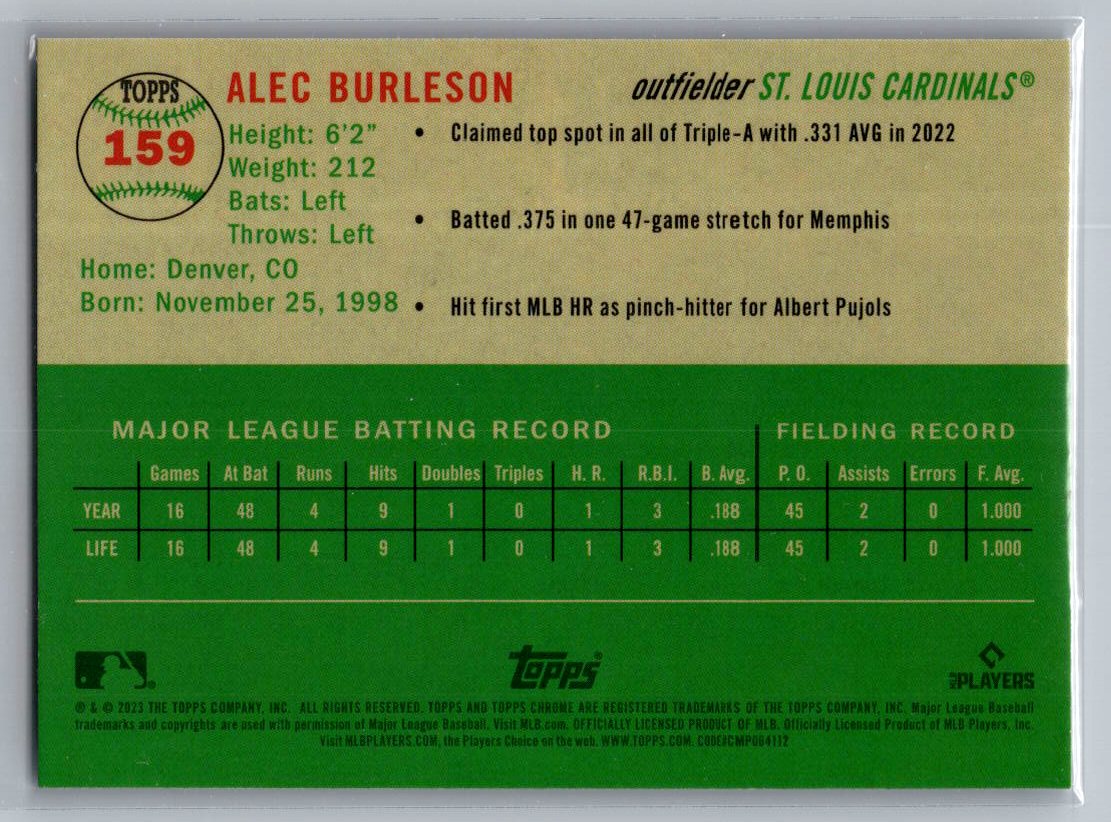 TOPPS
159
ALEC BURLESON
outfielder ST. LOUIS CARDINALS®
Height: 6'2"
Weight: 212
Bats: Left
Throws: Left
Home: Denver, CO
Born: November 25, 1998
• Claimed top spot in all of Triple-A with .331 AVG in 2022
• Batted .375 in one 47-game stretch for Memphis
• Hit first MLB HR as pinch-hitter for Albert Pujols
MAJOR LEAGUE BATTING RECORD FIELDING RECORD
Games At Bat Runs Hits Doubles Triples H. R. R.B.I. B. Avg. P. O. Assists Errors F. Avg.
YEAR 16 48 4 9 1 0 1 3 .188 45 2 0 1.000
LIFE 16 48 4 9 1 0 1 3 .188 45 2 0 1.000
topps®
MLB PLAYERS
® & © 2023 THE TOPPS COMPANY, INC. ALL RIGHTS RESERVED. TOPPS AND TOPPS CHROME ARE REGISTERED TRADEMARKS OF THE TOPPS COMPANY, INC. Major League Baseball
trademarks and copyrights are used with permission of Major League Baseball. Visit MLB.com. OFFICIALLY LICENSED PRODUCT OF MLB. Officially Licensed Product of MLB Players, Inc.
Visit MLBPLAYERS.COM, the Players Choice on the web. WWW.TOPPS.COM. CODE#CMP064112